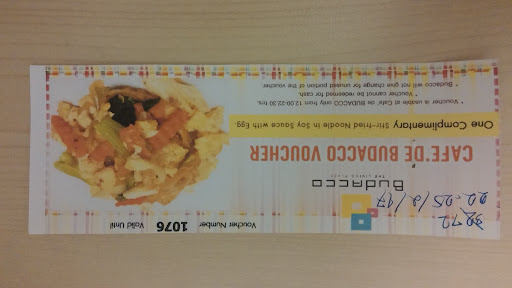 BUDACCO
THE LIVING PLACE
CAFE'DE BUDACCO VOUCHER
One Complimentary Stir-fried Noodle in Soy Sauce with Egg
* Voucher is usable at Cafe' de BUDACCO only from 12.00-22.30 hrs.
* Voucher cannot be redeemed for cash
* Budacco will not give change for unused portion of the voucher
Voucher Number 1076 Valid Until